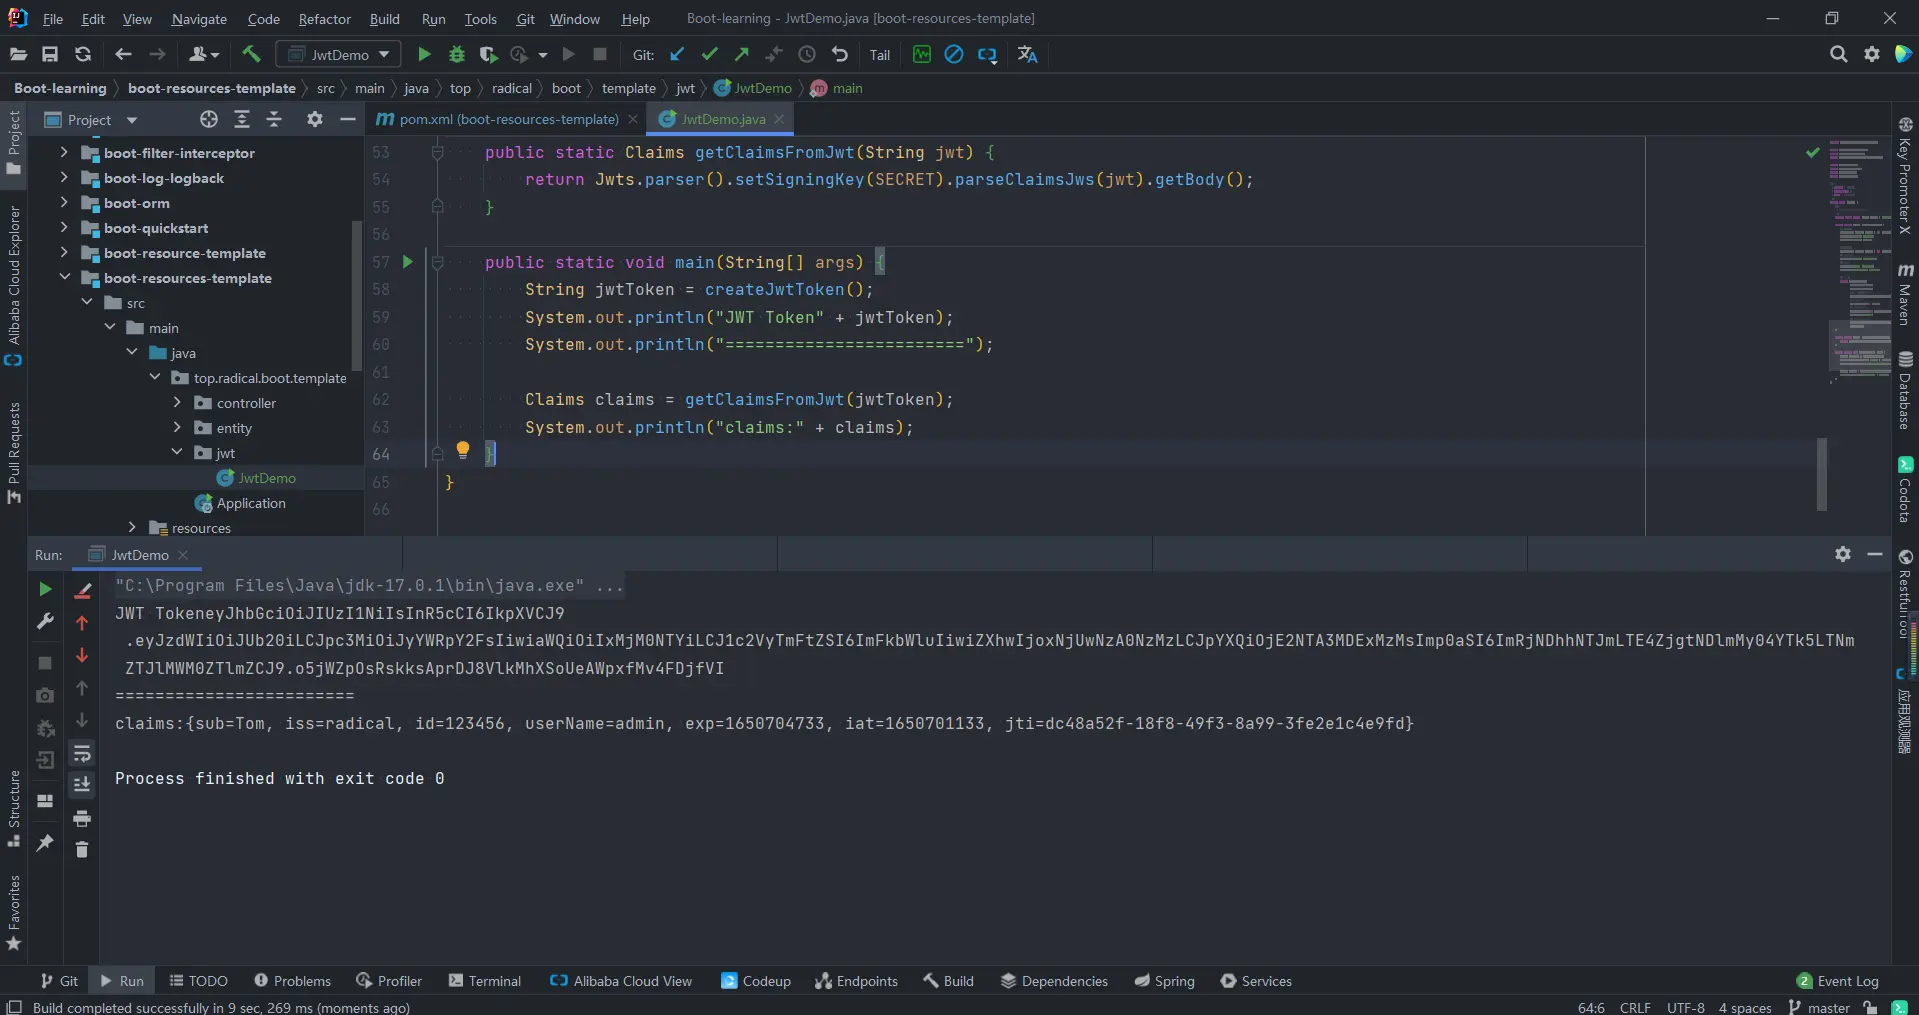 File Edit View Navigate Code Refactor Build Run Tools Git Window Help Boot-learning - JwtDemo.java [boot-resources-template]
JwtDemo Git: Tail
Boot-learning boot-resources-template src main java top radical boot template jwt JwtDemo main
Project
pom.xml (boot-resources-template) JwtDemo.java
boot-filter-interceptor
boot-log-logback
boot-orm
boot-quickstart
boot-resource-template
boot-resources-template
src
main
java
top.radical.boot.template
controller
entity
jwt
JwtDemo
Application
resources
53 public static Claims getClaimsFromJwt(String jwt) {
54 return Jwts.parser().setSigningKey(SECRET).parseClaimsJws(jwt).getBody();
55 }
56
57 public static void main(String[] args) {
58 String jwtToken = createJwtToken();
59 System.out.println("JWT Token" + jwtToken);
60 System.out.println("========================");
61
62 Claims claims = getClaimsFromJwt(jwtToken);
63 System.out.println("claims:" + claims);
64 }
65 }
66
Project
Alibaba Cloud Explorer
Pull Requests
Structure
Favorites
Key Promoter X
Maven
Database
Codota
RestfulTool
应用观测器
Run: JwtDemo
"C:\Program Files\Java\jdk-17.0.1\bin\java.exe" ...
JWT TokeneyJhbGciOiJIUzI1NiIsInR5cCI6IkpXVCJ9
.eyJzdWIiOiJUb20iLCJpc3MiOiJyYWRpY2FsIiwiaWQiOiIxMjM0NTYiLCJ1c2VyTmFtZSI6ImFkbWluIiwiZXhwIjoxNjUwNzA0NzMzLCJpYXQiOjE2NTA3MDExMzMsImp0aSI6ImRjNDhhNTJmLTE4ZjgtNDlmMy04YTk5LTNm
ZTJlMWM0ZTlmZCJ9.o5jWZpOsRskksAprDJ8VlkMhXSoUeAWpxfMv4FDjfVI
========================
claims:{sub=Tom, iss=radical, id=123456, userName=admin, exp=1650704733, iat=1650701133, jti=dc48a52f-18f8-49f3-8a99-3fe2e1c4e9fd}
Process finished with exit code 0
Git Run TODO Problems Profiler Terminal Alibaba Cloud View Codeup Endpoints Build Dependencies Spring Services 2 Event Log
Build completed successfully in 9 sec, 269 ms (moments ago) 64:6 CRLF UTF-8 4 spaces master